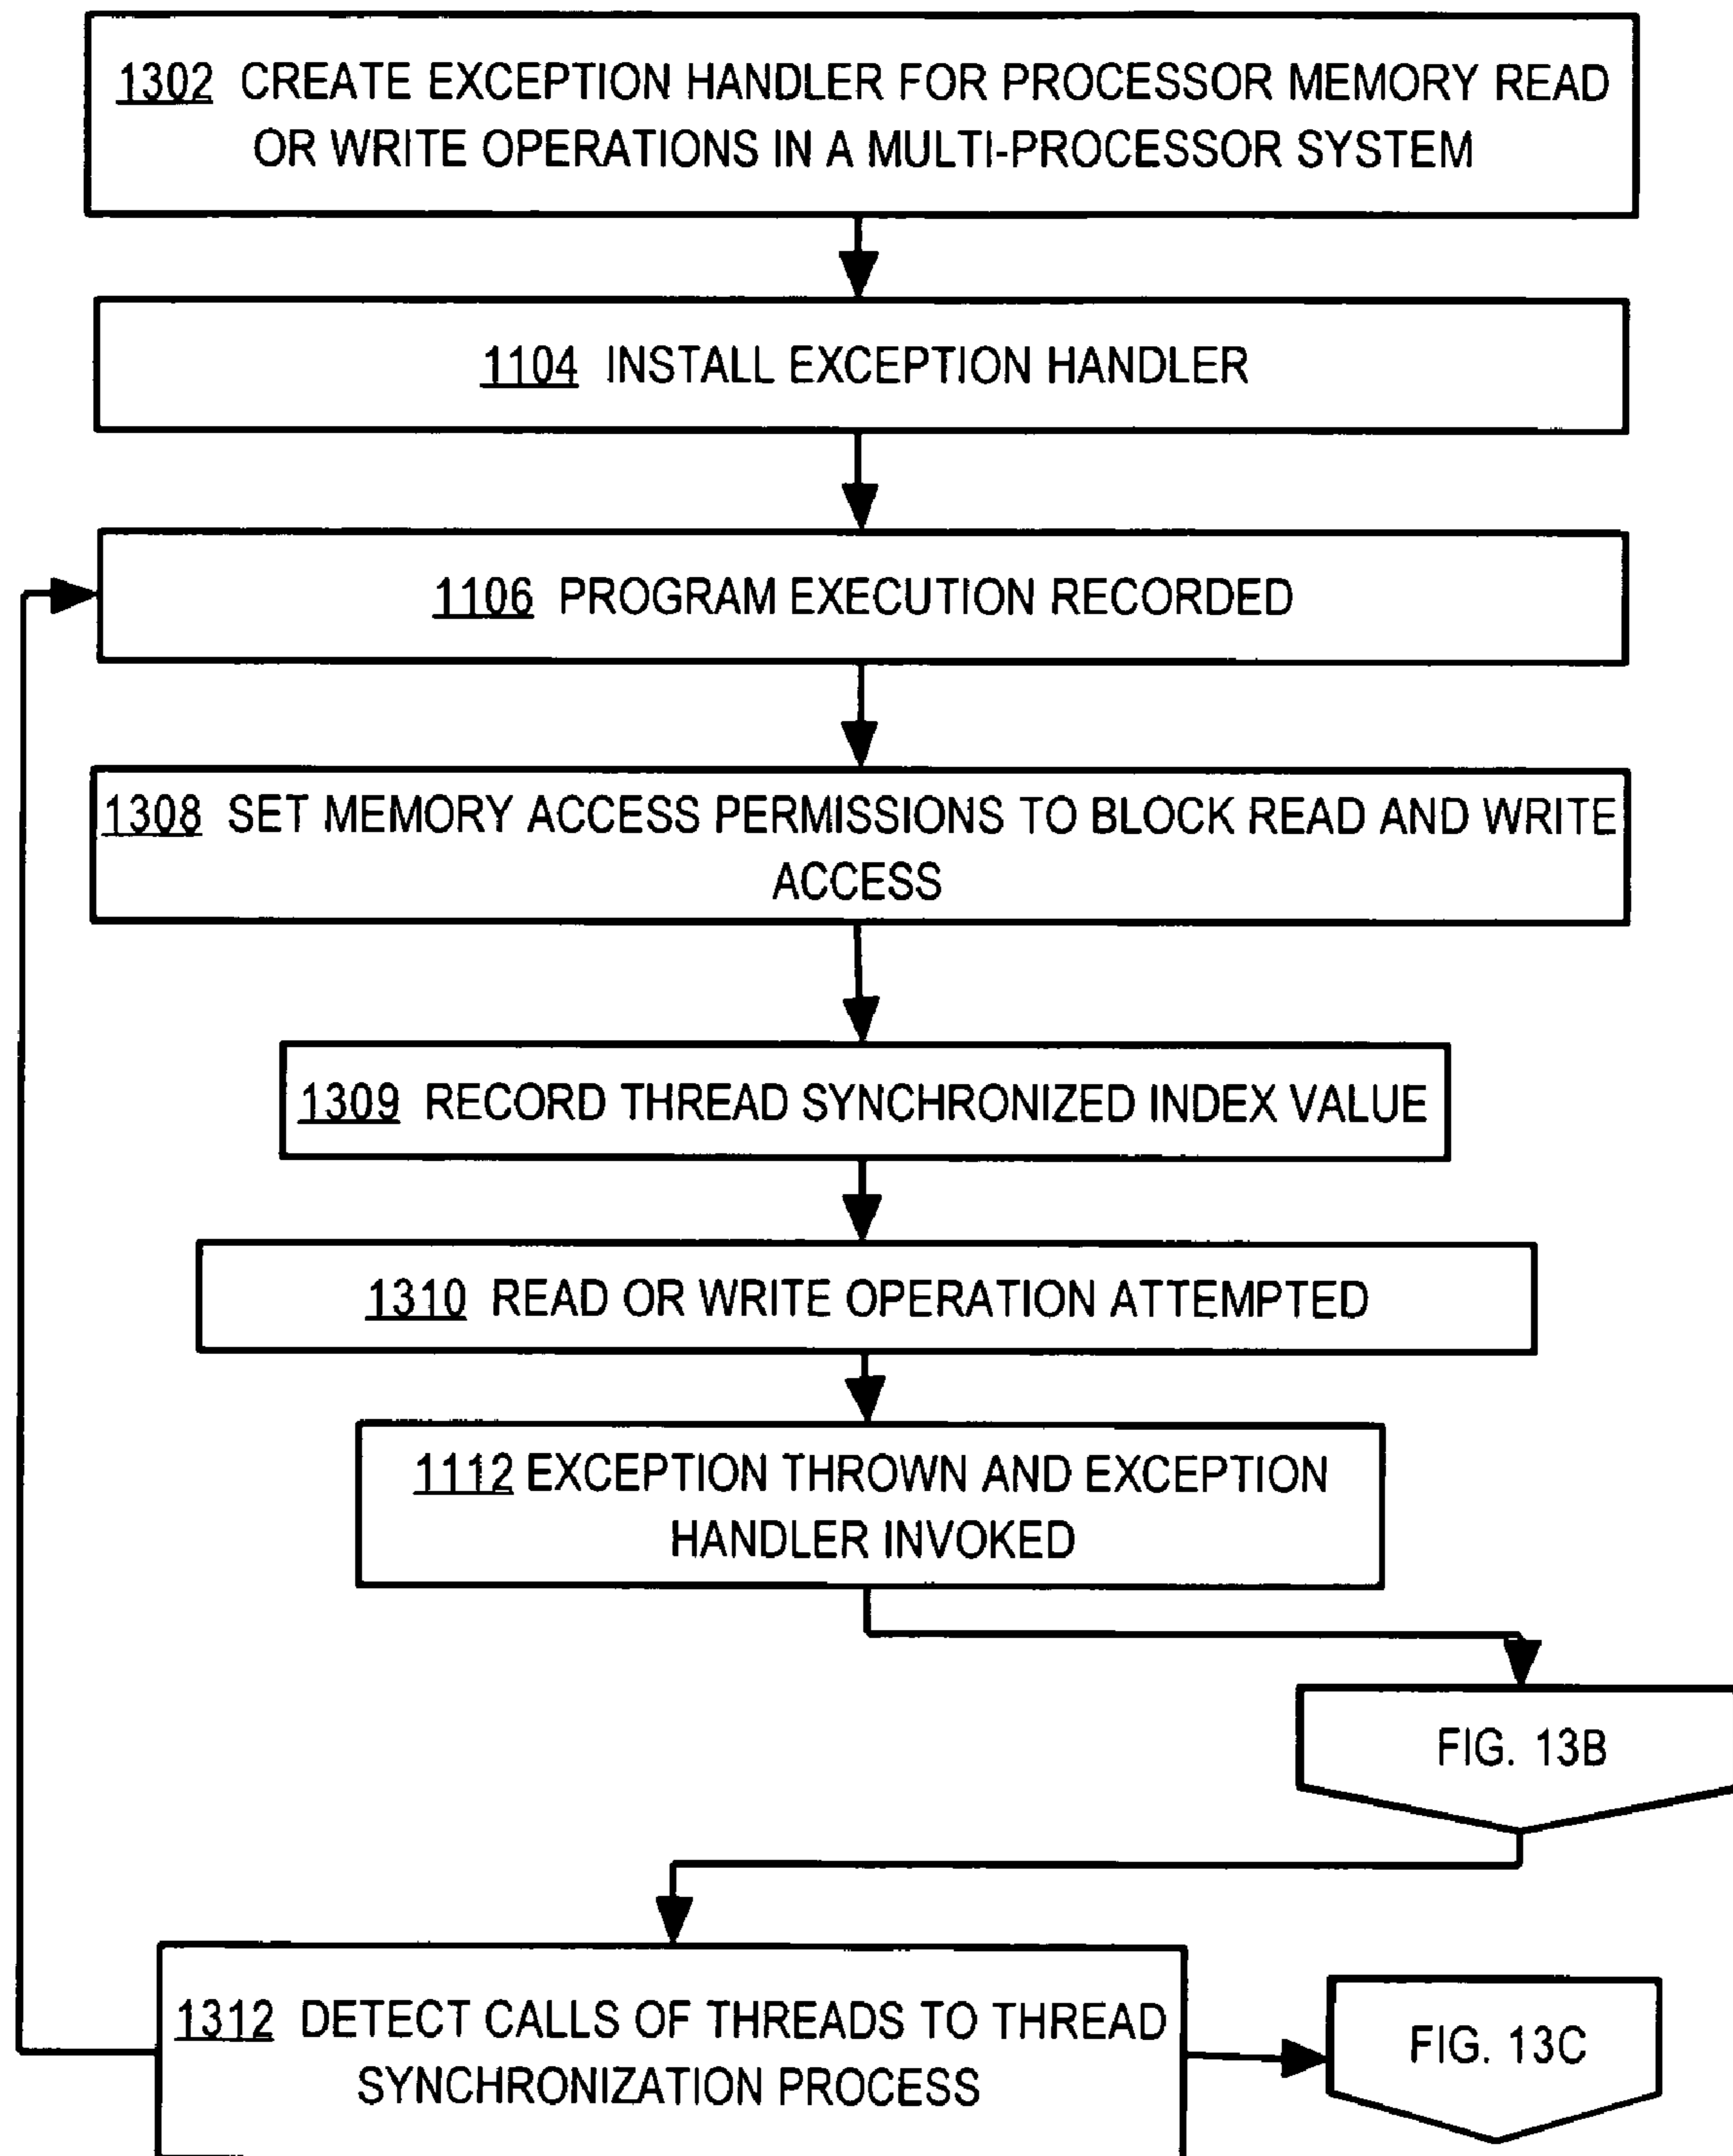 1302 CREATE EXCEPTION HANDLER FOR PROCESSOR MEMORY READ
OR WRITE OPERATIONS IN A MULTI-PROCESSOR SYSTEM
1104 INSTALL EXCEPTION HANDLER
1106 PROGRAM EXECUTION RECORDED
1308 SET MEMORY ACCESS PERMISSIONS TO BLOCK READ AND WRITE
ACCESS
1309 RECORD THREAD SYNCHRONIZED INDEX VALUE
1310 READ OR WRITE OPERATION ATTEMPTED
1112 EXCEPTION THROWN AND EXCEPTION
HANDLER INVOKED
FIG. 13B
1312 DETECT CALLS OF THREADS TO THREAD
SYNCHRONIZATION PROCESS
FIG. 13C